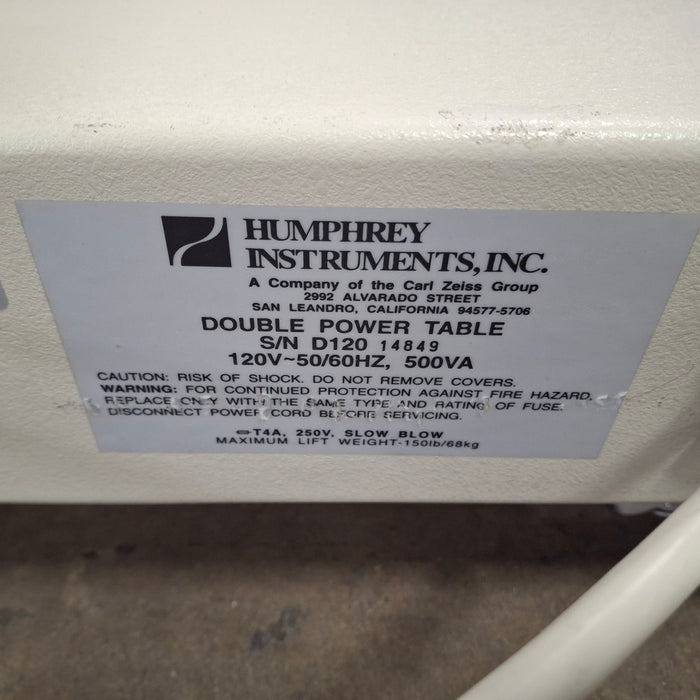 HUMPHREY
INSTRUMENTS, INC.
A Company of the Carl Zeiss Group
2992 ALVARADO STREET
SAN LEANDRO, CALIFORNIA 94577-5706
DOUBLE POWER TABLE
S/N D120 14849
120V~50/60HZ, 500VA
CAUTION: RISK OF SHOCK. DO NOT REMOVE COVERS.
WARNING: FOR CONTINUED PROTECTION AGAINST FIRE HAZARD,
REPLACE ONLY WITH THE SAME TYPE AND RATING OF FUSE.
DISCONNECT POWER CORD BEFORE SERVICING.
T4A, 250V, SLOW BLOW
MAXIMUM LIFT WEIGHT-150lb/68kg